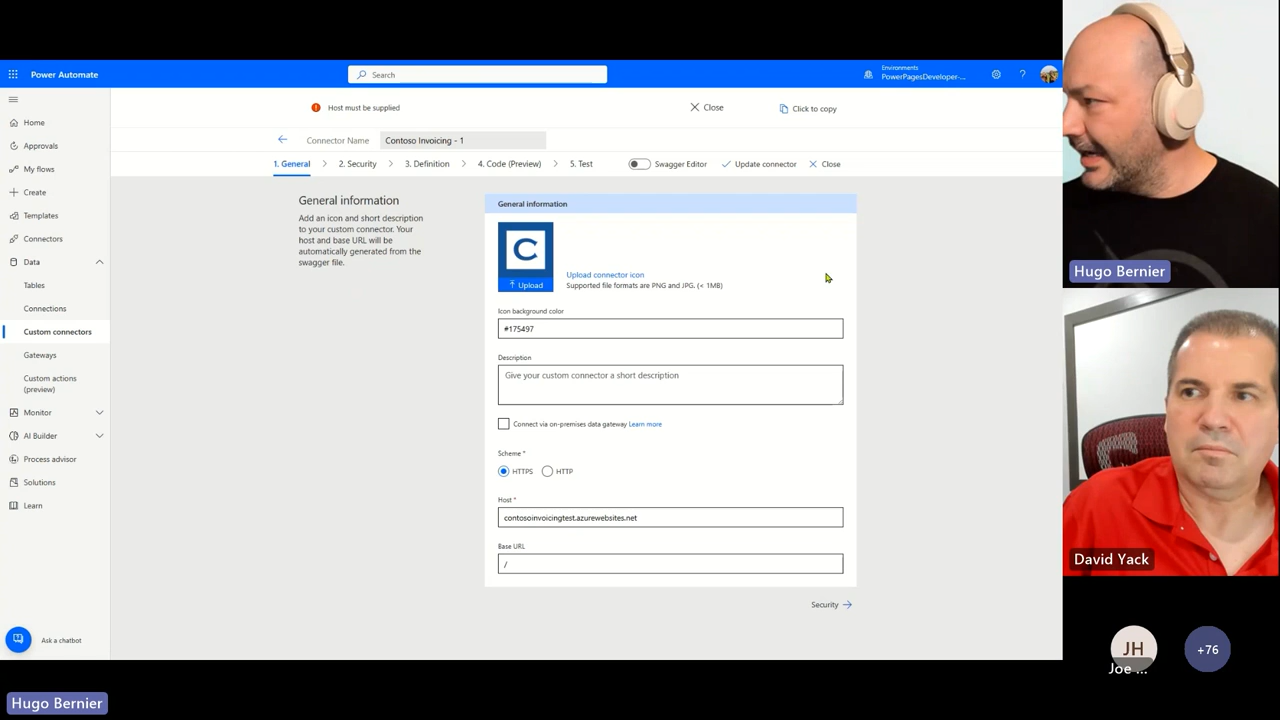 Power Automate
Search
Environments
PowerPagesDeveloper-...
?
Host must be supplied
Close
Click to copy
Connector Name
Contoso Invoicing - 1
1. General
2. Security
3. Definition
4. Code (Preview)
5. Test
Swagger Editor
Update connector
Close
Home
Approvals
My flows
Create
Templates
Connectors
Data
Tables
Connections
Custom connectors
Gateways
Custom actions
(preview)
Monitor
AI Builder
Process advisor
Solutions
Learn
Ask a chatbot
General information
Add an icon and short description
to your custom connector. Your
host and base URL will be
automatically generated from the
swagger file.
General information
C
Upload
Upload connector icon
Supported file formats are PNG and JPG. (< 1MB)
Icon background color
#175497
Description
Give your custom connector a short description
Connect via on-premises data gateway Learn more
Scheme *
HTTPS
HTTP
Host *
contosoinvoicingtest.azurewebsites.net
Base URL
/
Security
Hugo Bernier
David Yack
JH
Joe ...
+76
Hugo Bernier